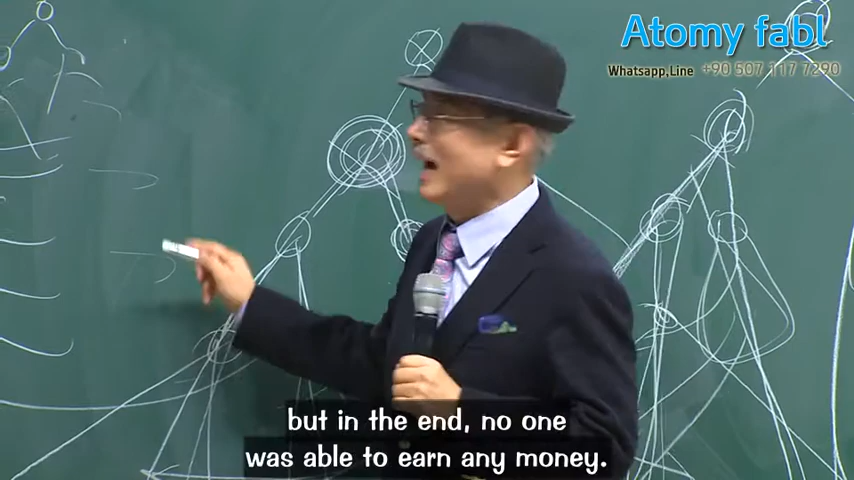 Atomy fabl
Whatsapp,Line +90 507 117 7290
but in the end, no one
was able to earn any money.